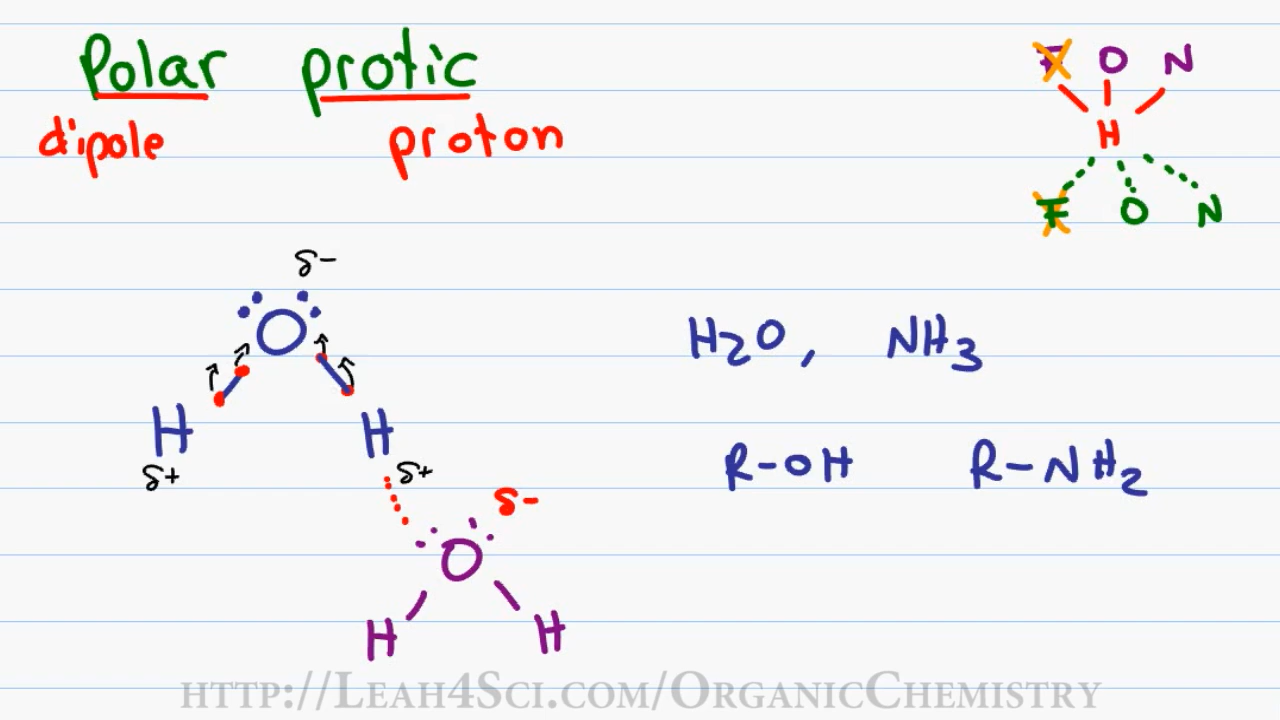 Polar protic
dipole proton
F O N
H
F O N
δ-
O
H H
δ+ δ+
δ-
O
H H
H2O, NH3
R-OH R-NH2
HTTP://LEAH4SCI.COM/ORGANICCHEMISTRY